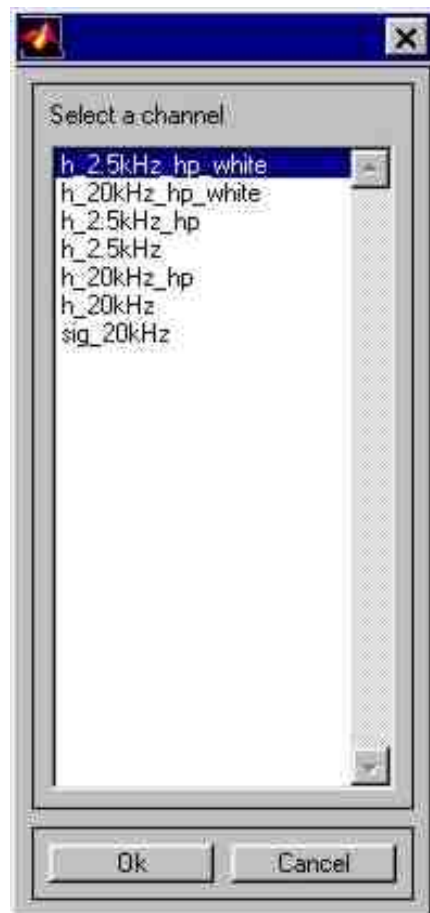 Select a channel
h_2.5kHz_hp_white
h_20kHz_hp_white
h_2.5kHz_hp
h_2.5kHz
h_20kHz_hp
h_20kHz
sig_20kHz
Ok
Cancel